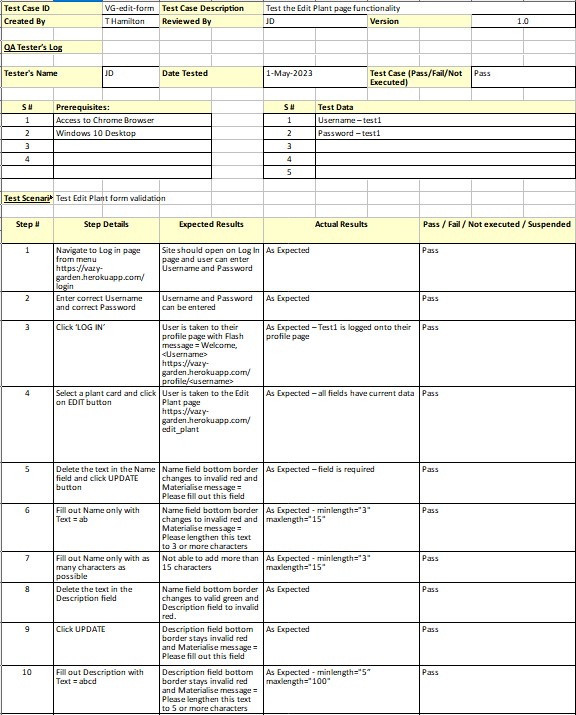 Test Case ID VG-edit-form Test Case Description Test the Edit Plant page functionality
Created By T Hamilton Reviewed By JD Version 1.0
QA Tester's Log
Tester's Name JD Date Tested 1-May-2023 Test Case (Pass/Fail/Not Executed) Pass
S # Prerequisites: S # Test Data
1 Access to Chrome Browser 1 Username – test1
2 Windows 10 Desktop 2 Password – test1
3 3
4 4
5
Test Scenari Test Edit Plant form validation
Step # Step Details Expected Results Actual Results Pass / Fail / Not executed / Suspended
1
Navigate to Log in page
from menu
https://vazy-
garden.herokuapp.com/
login
Site should open on Log In
page and user can enter
Username and Password
As Expected
Pass
2
Enter correct Username
and correct Password
Username and Password
can be entered
As Expected
Pass
3
Click 'LOG IN'
User is taken to their
profile page with Flash
message = Welcome,
<Username>
https://vazy-
garden.herokuapp.com/
profile/<username>
As Expected – Test1 is logged onto their
profile page
Pass
4
Select a plant card and click
on EDIT button
User is taken to the Edit
Plant page
https://vazy-
garden.herokuapp.com/
edit_plant
As Expected – all fields have current data
Pass
5
Delete the text in the Name
field and click UPDATE
button
Name field bottom border
changes to invalid red and
Materialise message =
Please fill out this field
As Expected – field is required
Pass
6
Fill out Name only with
Text = ab
Name field bottom border
changes to invalid red
and Materialise message =
Please lengthen this text
to 3 or more characters
As Expected - minlength="3"
maxlength="15"
Pass
7
Fill out Name only with as
many characters as
possible
Not able to add more than
15 characters
As Expected - minlength="3"
maxlength="15"
Pass
8
Delete the text in the
Description field
Name field bottom border
changes to valid green and
Description field to invalid
red.
As Expected
Pass
9
Click UPDATE
Description field bottom
border stays invalid red
and Materialise message =
Please fill out this field
As Expected
Pass
10
Fill out Description with
Text = abcd
Description field bottom
border stays invalid red
and Materialise message =
Please lengthen this text
to 5 or more characters
As Expected - minlength="5"
maxlength="100"
Pass